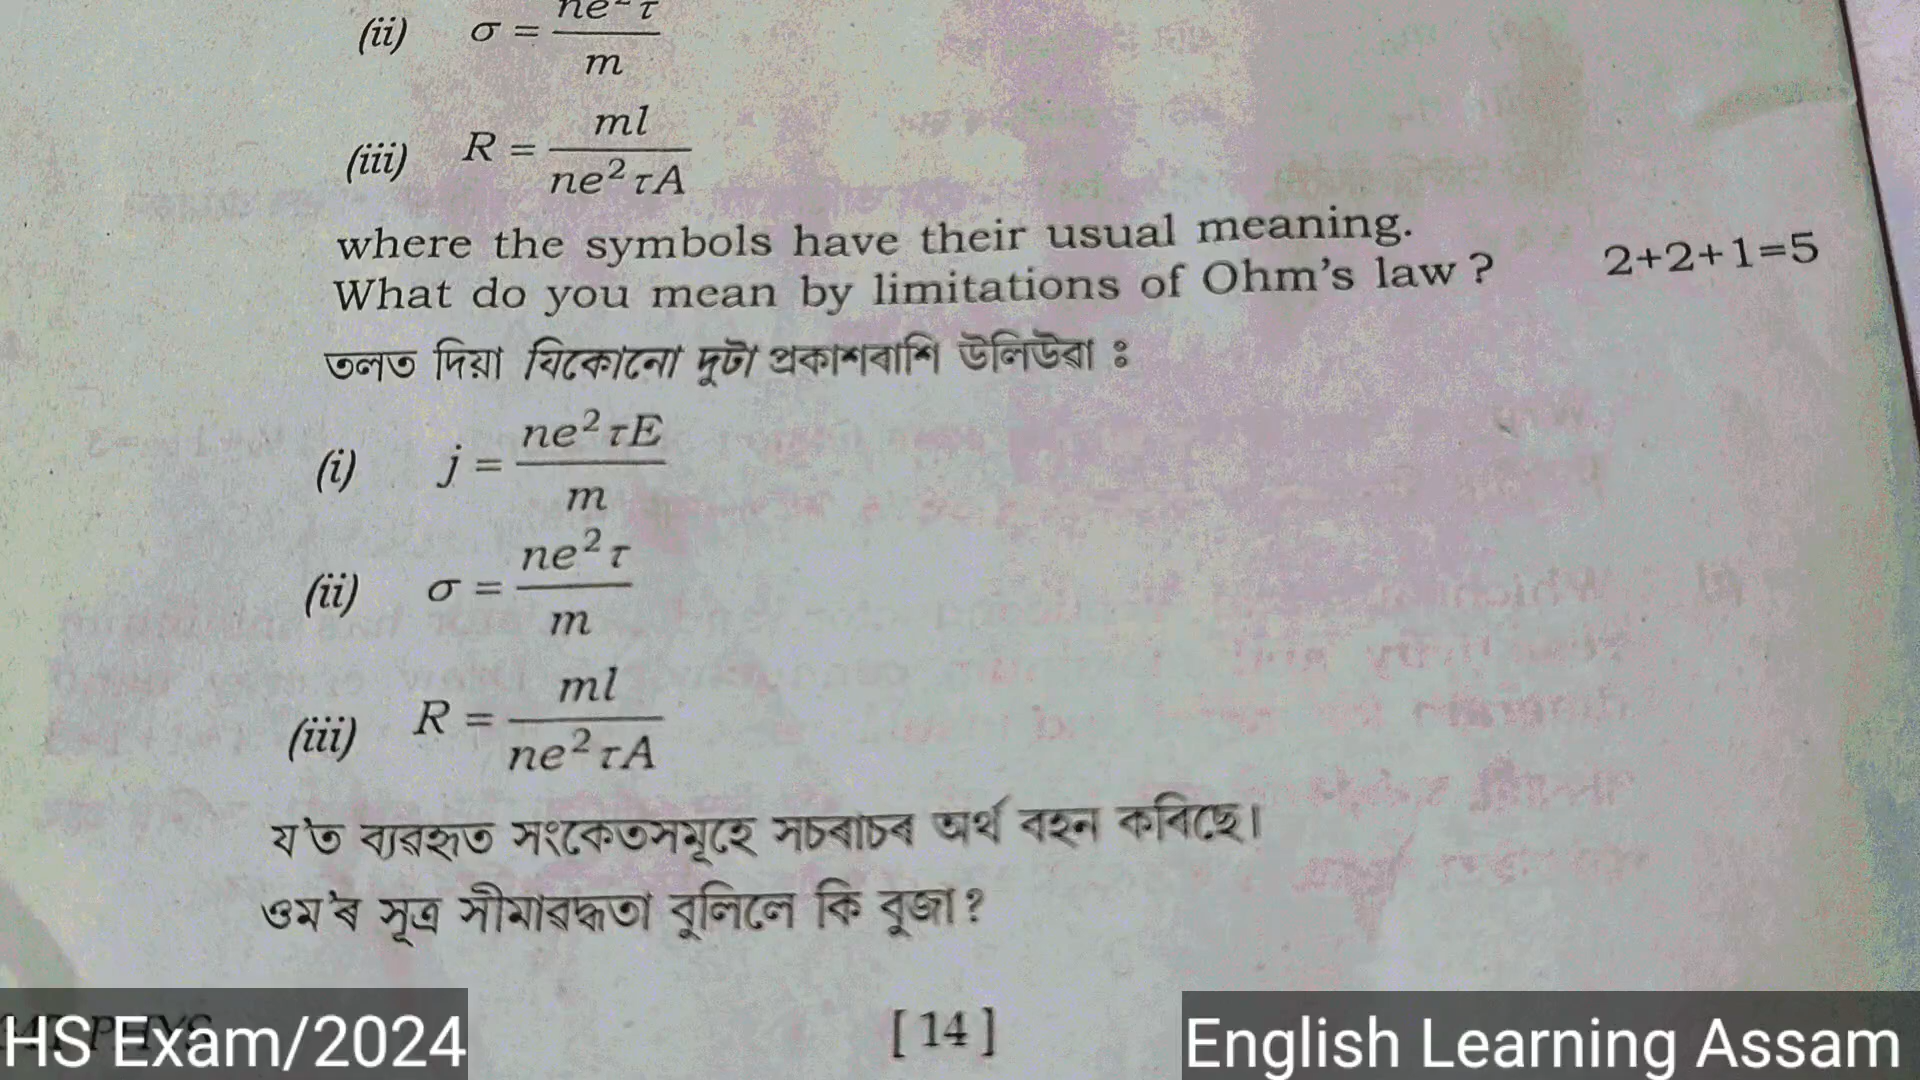 (ii) σ = ne²τ / m
(iii) R = ml / ne²τA
where the symbols have their usual meaning.
What do you mean by limitations of Ohm's law ? 2+2+1=5
তলত দিয়া যিকোনো দুটা প্ৰকাশৰাশি উলিউৱা ঃ
(i) j = ne²τE / m
(ii) σ = ne²τ / m
(iii) R = ml / ne²τA
য'ত ব্যৱহৃত সংকেতসমূহে সচৰাচৰ অৰ্থ বহন কৰিছে।
ওম'ৰ সূত্ৰ সীমাৱদ্ধতা বুলিলে কি বুজা?
[ 14 ]
HS Exam/2024
English Learning Assam